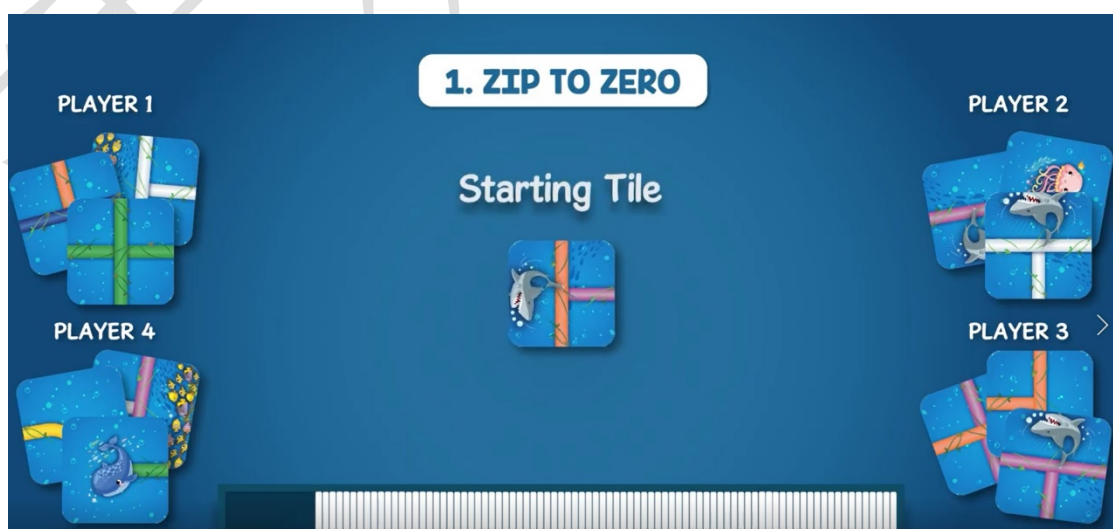 1. ZIP TO ZERO
PLAYER 1
PLAYER 2
Starting Tile
PLAYER 4
PLAYER 3